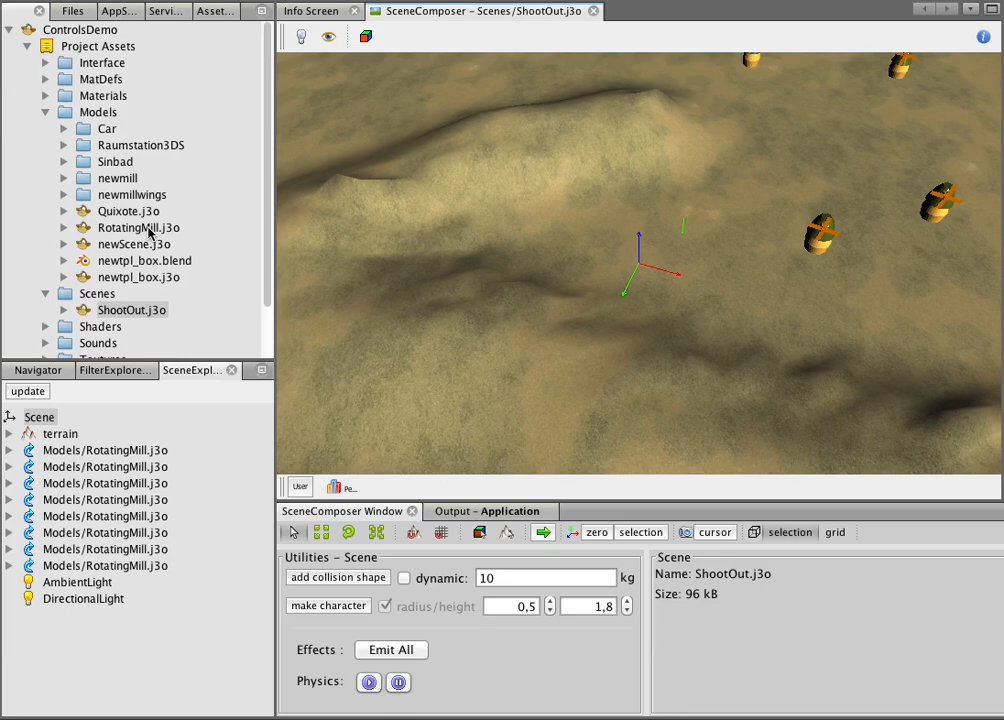 Files AppS... Servi... Asset...
ControlsDemo
Project Assets
Interface
MatDefs
Materials
Models
Car
Raumstation3DS
Sinbad
newmill
newmillwings
Quixote.j3o
RotatingMill.j3o
newScene.j3o
newtpl_box.blend
newtpl_box.j3o
Scenes
ShootOut.j3o
Shaders
Sounds
Textures
Info Screen SceneComposer - Scenes/ShootOut.j3o
User Pe...
Navigator FilterExplore... SceneExpl...
update
Scene
terrain
Models/RotatingMill.j3o
Models/RotatingMill.j3o
Models/RotatingMill.j3o
Models/RotatingMill.j3o
Models/RotatingMill.j3o
Models/RotatingMill.j3o
Models/RotatingMill.j3o
Models/RotatingMill.j3o
AmbientLight
DirectionalLight
SceneComposer Window Output - Application
zero selection cursor selection grid
Utilities - Scene
add collision shape dynamic: 10 kg
make character radius/height 0,5 1,8
Effects : Emit All
Physics:
Scene
Name: ShootOut.j3o
Size: 96 kB